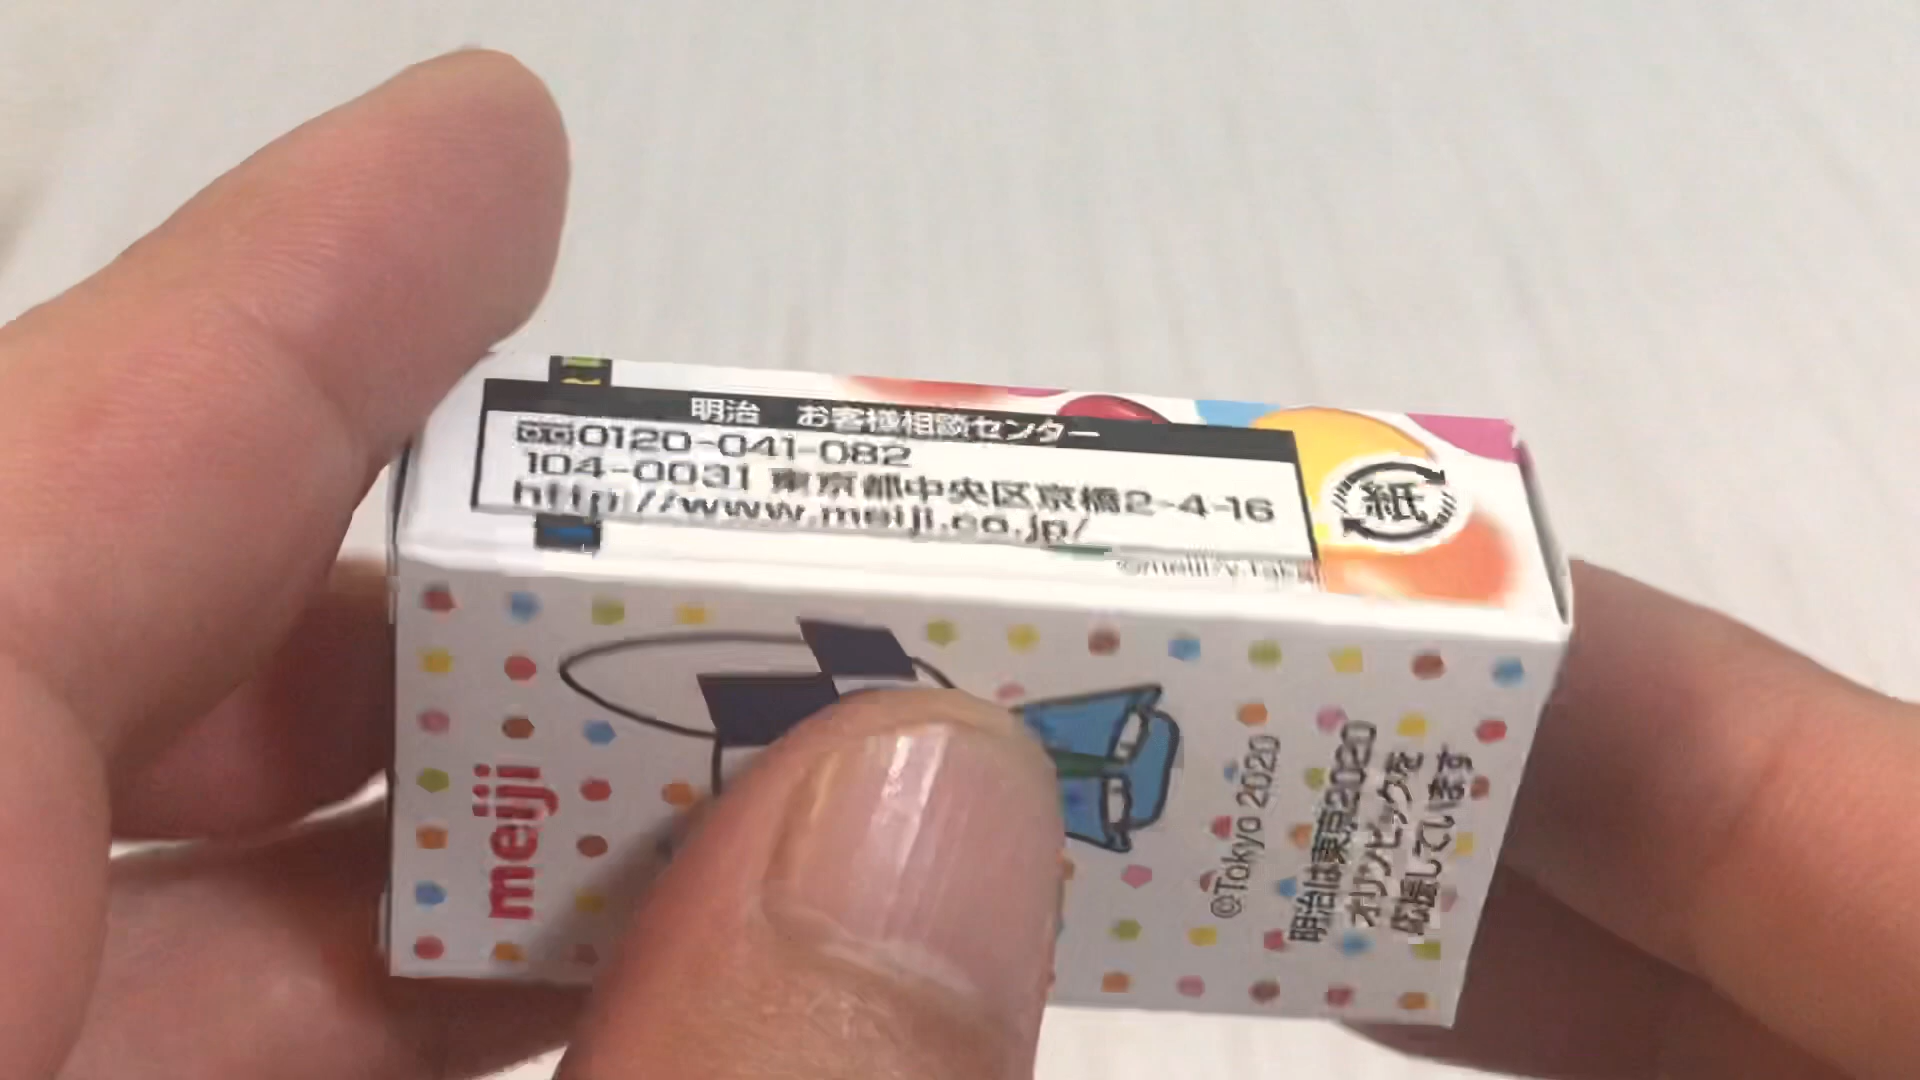 明治 お客様相談センター
0120-041-082
104-0031 東京都中央区京橋2-4-16
http://www.meiji.co.jp/
紙
meiji
©Tokyo 2020
明治は東京2020
オリンピックを
応援しています